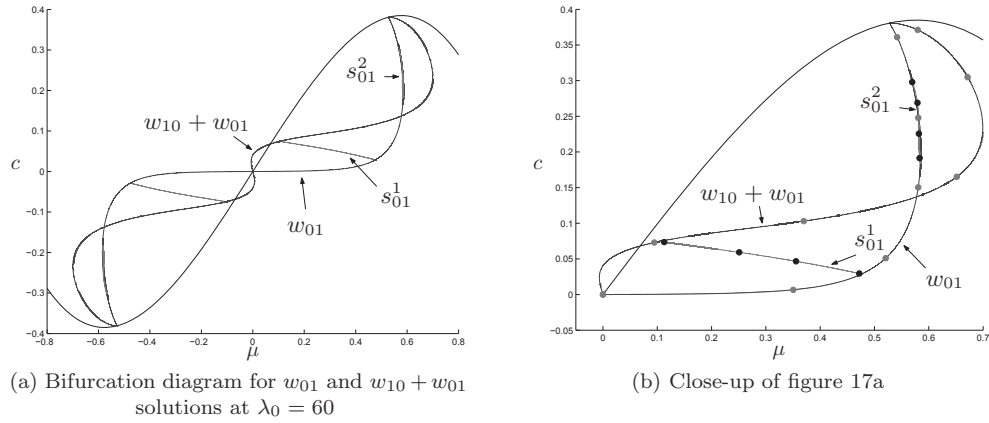 0.4
0.3
0.2
0.1
0
−0.1
−0.2
−0.3
−0.4
c
−0.8 −0.6 −0.4 −0.2 0 0.2 0.4 0.6 0.8
μ
s²₀₁
w₁₀ + w₀₁
s¹₀₁
w₀₁
(a) Bifurcation diagram for w₀₁ and w₁₀ + w₀₁
solutions at λ₀ = 60
0.4
0.35
0.3
0.25
0.2
0.15
0.1
0.05
0
−0.05
c
0 0.1 0.2 0.3 0.4 0.5 0.6 0.7
μ
s²₀₁
w₁₀ + w₀₁
s¹₀₁
w₀₁
(b) Close-up of figure 17a